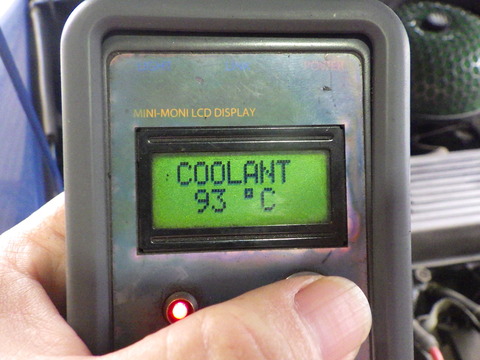 MINI-MONI LCD DISPLAY
COOLANT
93 °C